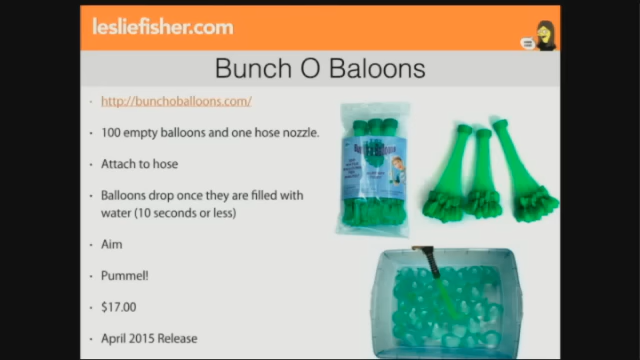 lesliefisher.com
Bunch O Baloons
http://bunchoballoons.com/
100 empty balloons and one hose nozzle.
Attach to hose
Balloons drop once they are filled with
water (10 seconds or less)
Aim
Pummel!
$17.00
April 2015 Release